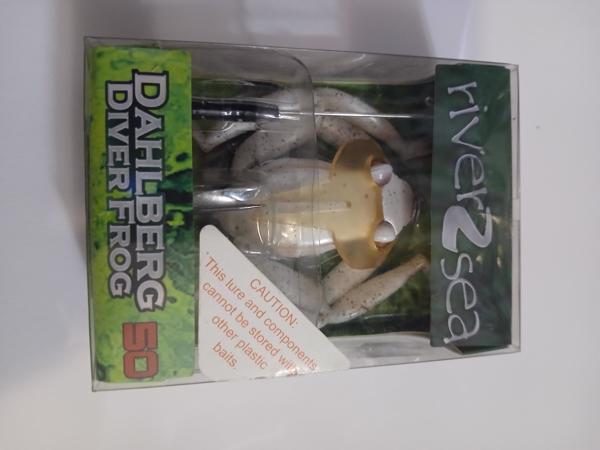 river2sea
CAUTION:
This lure and components
cannot be stored with
other plastic
baits.
DAHLBERG 50
DIVER FROG